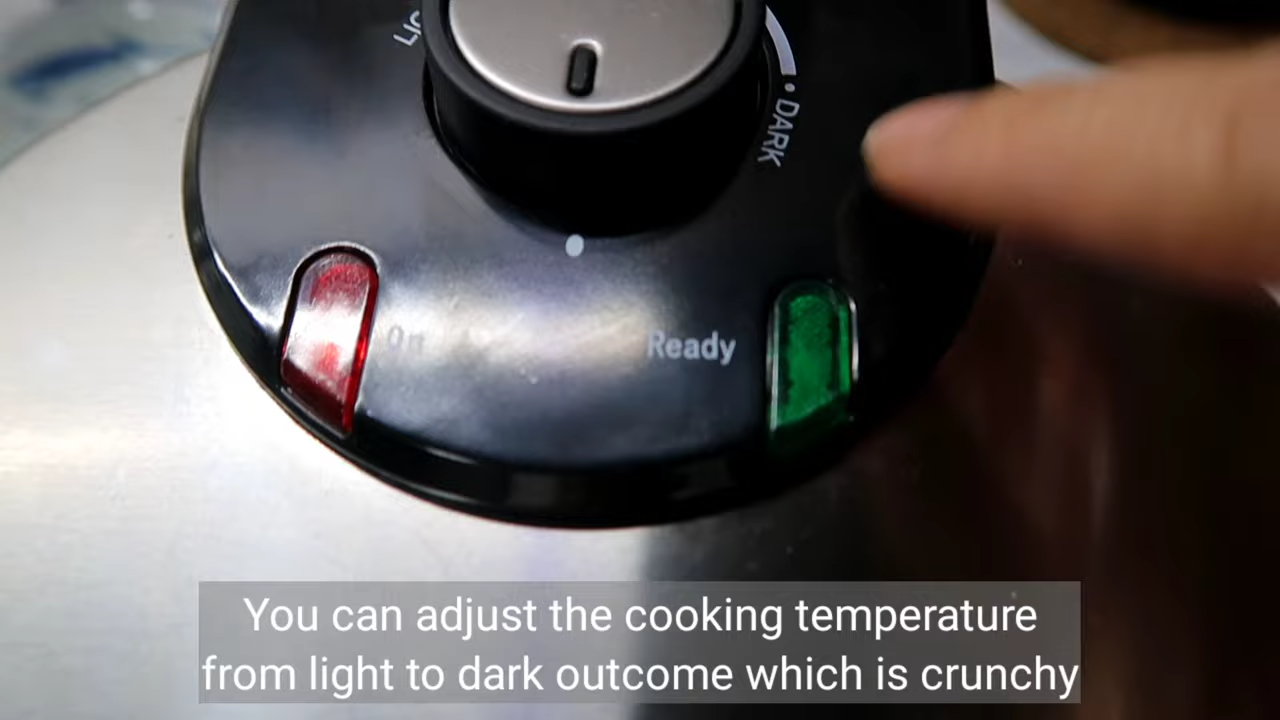 DARK
On
Ready
You can adjust the cooking temperature
from light to dark outcome which is crunchy